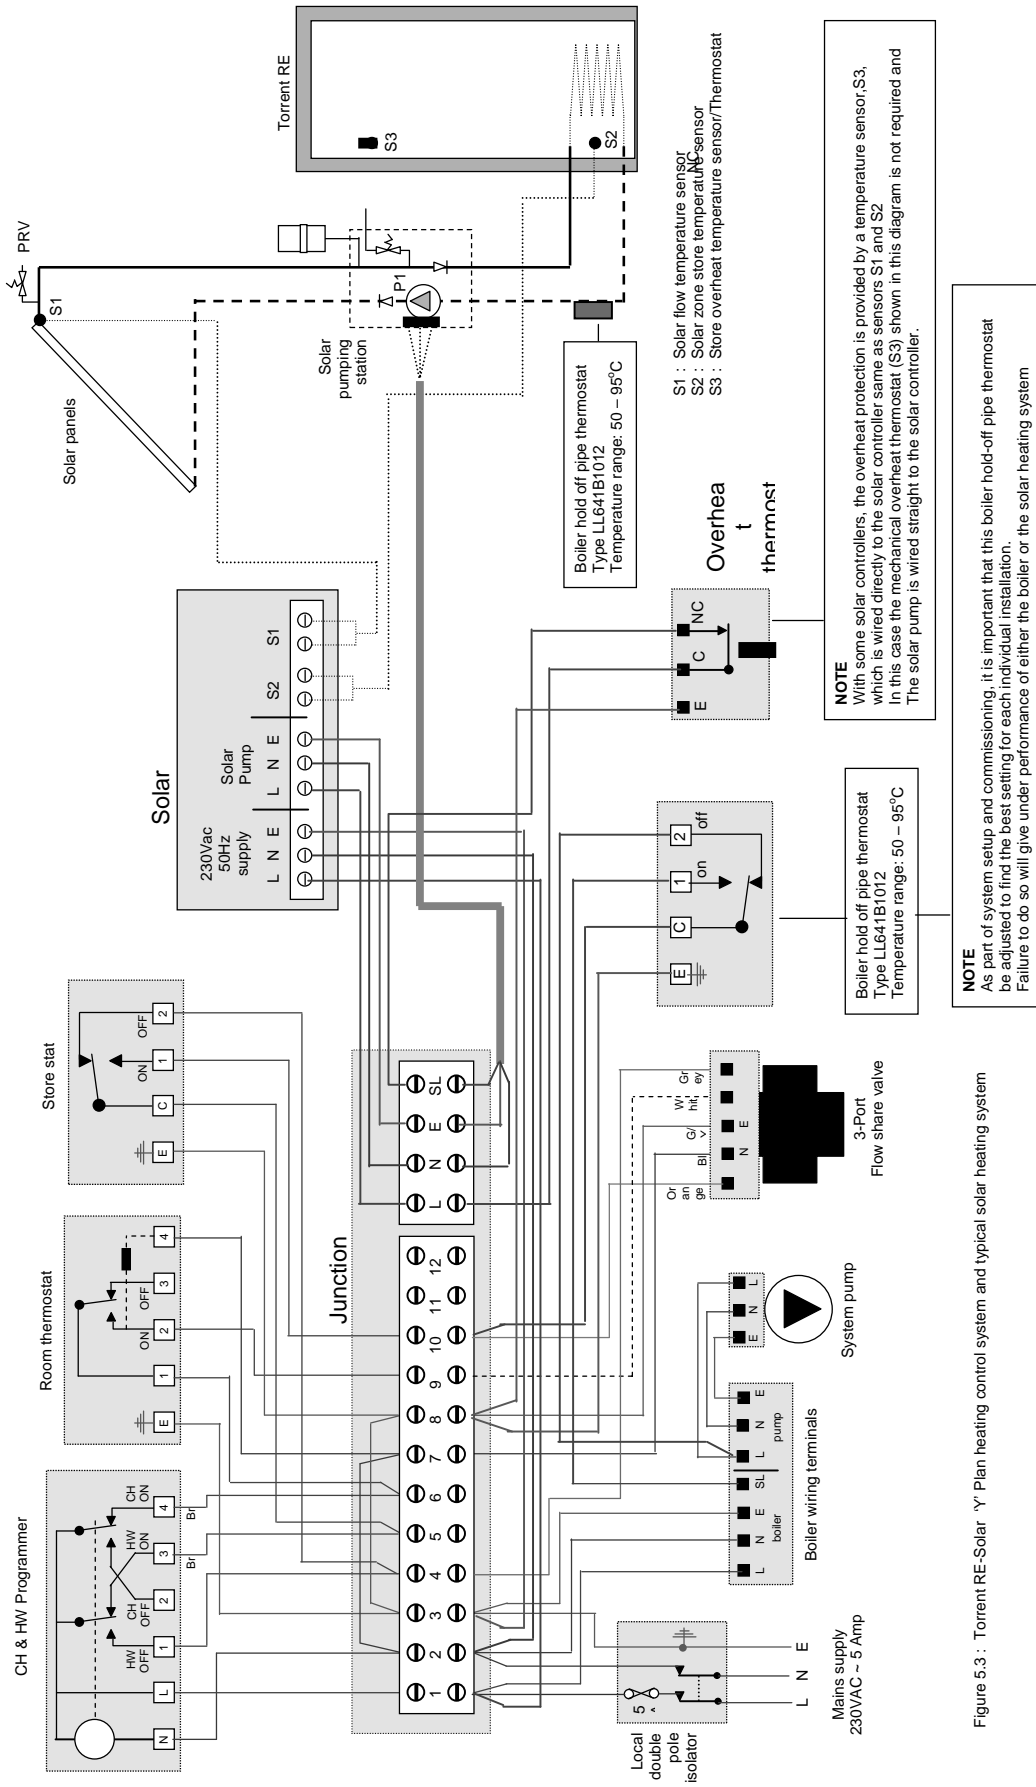 CH & HW Programmer
N
L
HW
OFF
1
CH
OFF
2
HW
ON
3
Br
CH
ON
4
Br
Room thermostat
E
1
ON
2
OFF
3
4
Store stat
E
C
ON
1
OFF
2
Solar
230Vac
50Hz
supply
L N E
Solar
Pump
L N E
S2
S1
Solar panels
S1
PRV
Solar
pumping
station
P1
Torrent RE
S3
S2
NC
Junction
1 2 3 4 5 6 7 8 9 10 11 12
L N E SL
Boiler hold off pipe thermostat
Type LL641B1012
Temperature range: 50 – 95°C
S1 : Solar flow temperature sensor
S2 : Solar zone store temperature sensor
S3 : Store overheat temperature sensor/Thermostat
Local
double
pole
isolator
5
A
L N E
Mains supply
230VAC ~ 5 Amp
L N E SL L N E
boiler
pump
Boiler wiring terminals
E N L
System pump
Or
an
ge
Bl
G/
Y
W
hit
Gr
ey
N E
3-Port
Flow share valve
E C 1 2
on
off
Boiler hold off pipe thermostat
Type LL641B1012
Temperature range: 50 – 95°C
E C NC
Overhea
t
thermost
NOTE
With some solar controllers, the overheat protection is provided by a temperature sensor,S3,
which is wired directly to the solar controller same as sensors S1 and S2
In this case the mechanical overheat thermostat (S3) shown in this diagram is not required and
The solar pump is wired straight to the solar controller.
NOTE
As part of system setup and commissioning, it is important that this boiler hold-off pipe thermostat
be adjusted to find the best setting for each individual installation.
Failure to do so will give under performance of either the boiler or the solar heating system
Figure 5.3 : Torrent RE-Solar ‘Y’ Plan heating control system and typical solar heating system